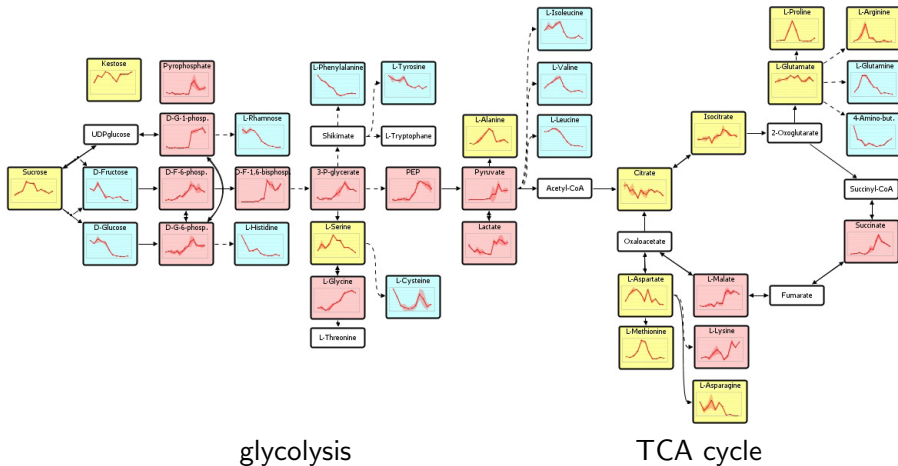 Kestose
Pyrophosphate
L-Phenylalanine
L-Tyrosine
L-Isoleucine
L-Valine
L-Leucine
L-Proline
L-Arginine
L-Glutamate
L-Glutamine
4-Amino-but.
UDPglucose
D-G-1-phosp.
L-Rhamnose
Shikimate
L-Tryptophane
L-Alanine
Isocitrate
2-Oxoglutarate
Sucrose
D-Fructose
D-F-6-phosp.
D-F-1,6-bisphosp.
3-P-glycerate
PEP
Pyruvate
Acetyl-CoA
Citrate
Succinyl-CoA
D-Glucose
D-G-6-phosp.
L-Histidine
L-Serine
Lactate
Oxaloacetate
Succinate
L-Glycine
L-Cysteine
L-Aspartate
L-Malate
Fumarate
L-Threonine
L-Methionine
L-Lysine
L-Asparagine
glycolysis
TCA cycle